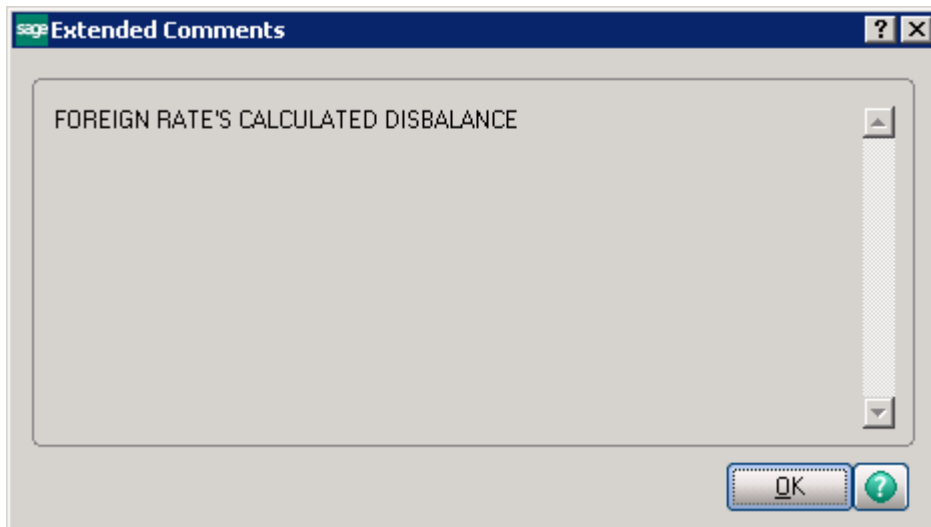 sage Extended Comments
FOREIGN RATE'S CALCULATED DISBALANCE
OK